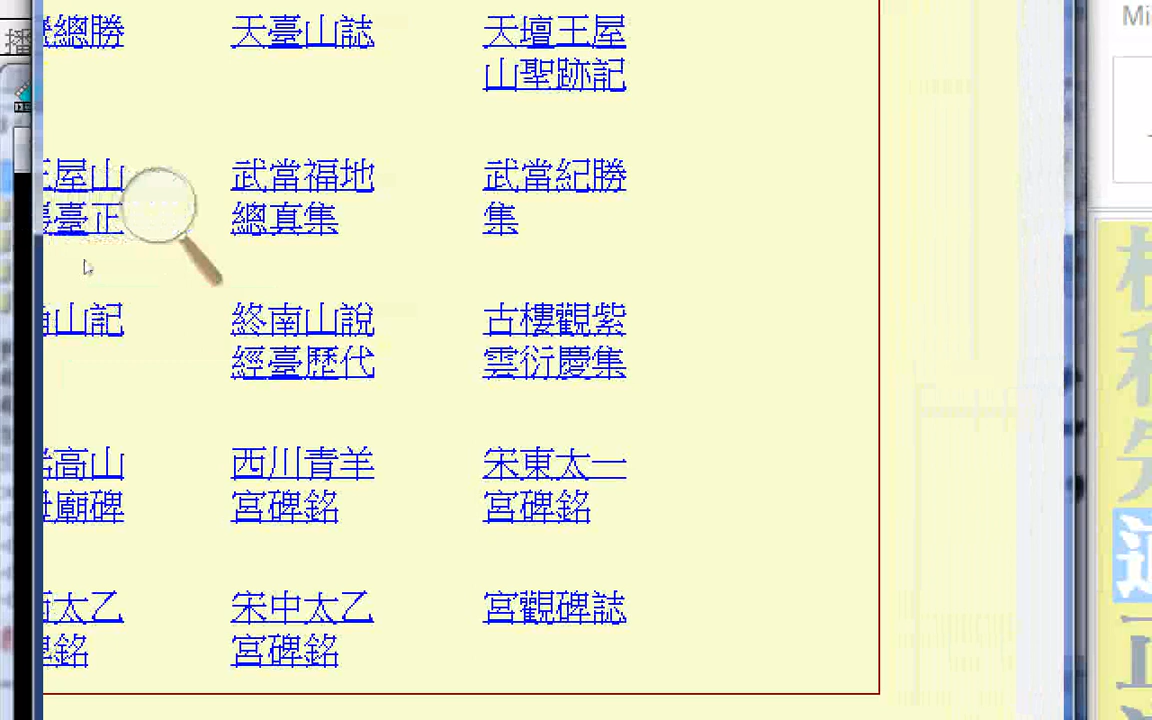 總勝
天臺山誌
天壇王屋
山聖跡記
屋山
臺正
武當福地
總真集
武當紀勝
集
山記
終南山說
經臺歷代
古樓觀紫
雲衍慶集
高山
廟碑
西川青羊
宮碑銘
宋東太一
宮碑銘
太乙
銘
宋中太乙
宮碑銘
宮觀碑誌
Mi
播